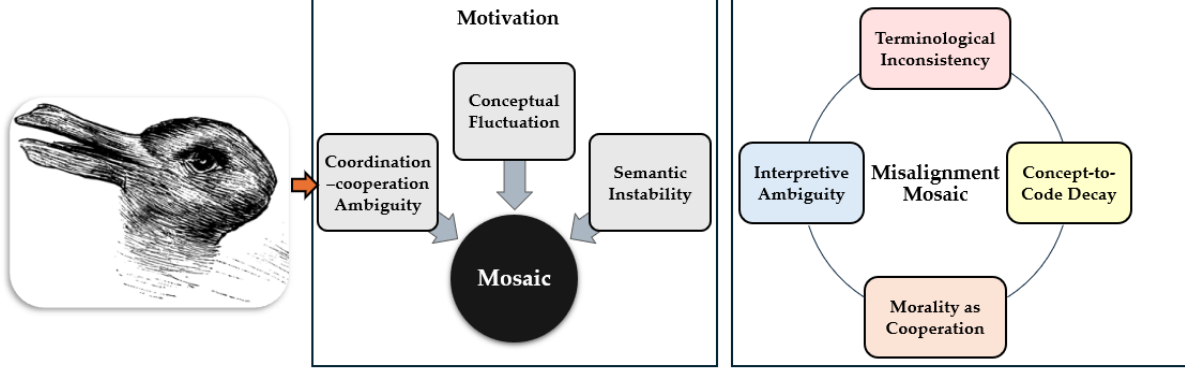 Motivation
Conceptual
Fluctuation
Coordination
–cooperation
Ambiguity
Semantic
Instability
Mosaic
Terminological
Inconsistency
Interpretive
Ambiguity
Misalignment
Mosaic
Concept-to-
Code Decay
Morality as
Cooperation